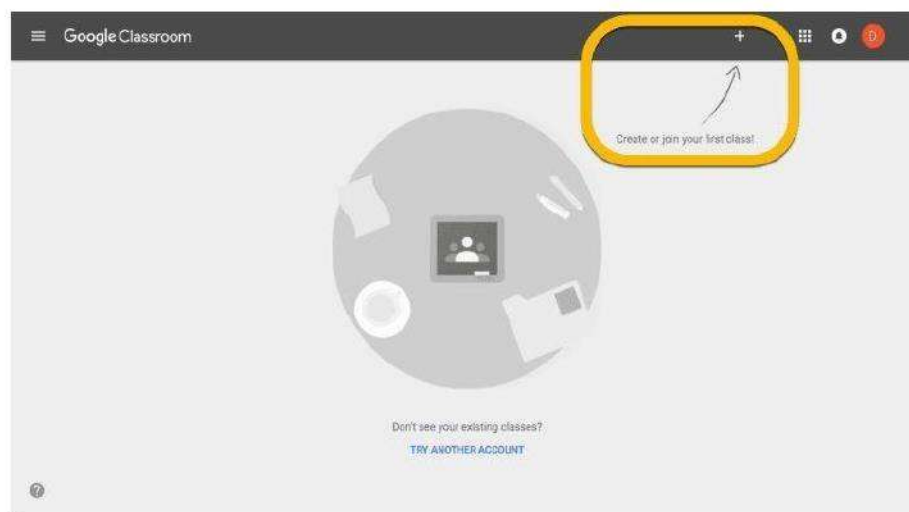 Google Classroom
+
D
Create or join your first class!
Don't see your existing classes?
TRY ANOTHER ACCOUNT
?